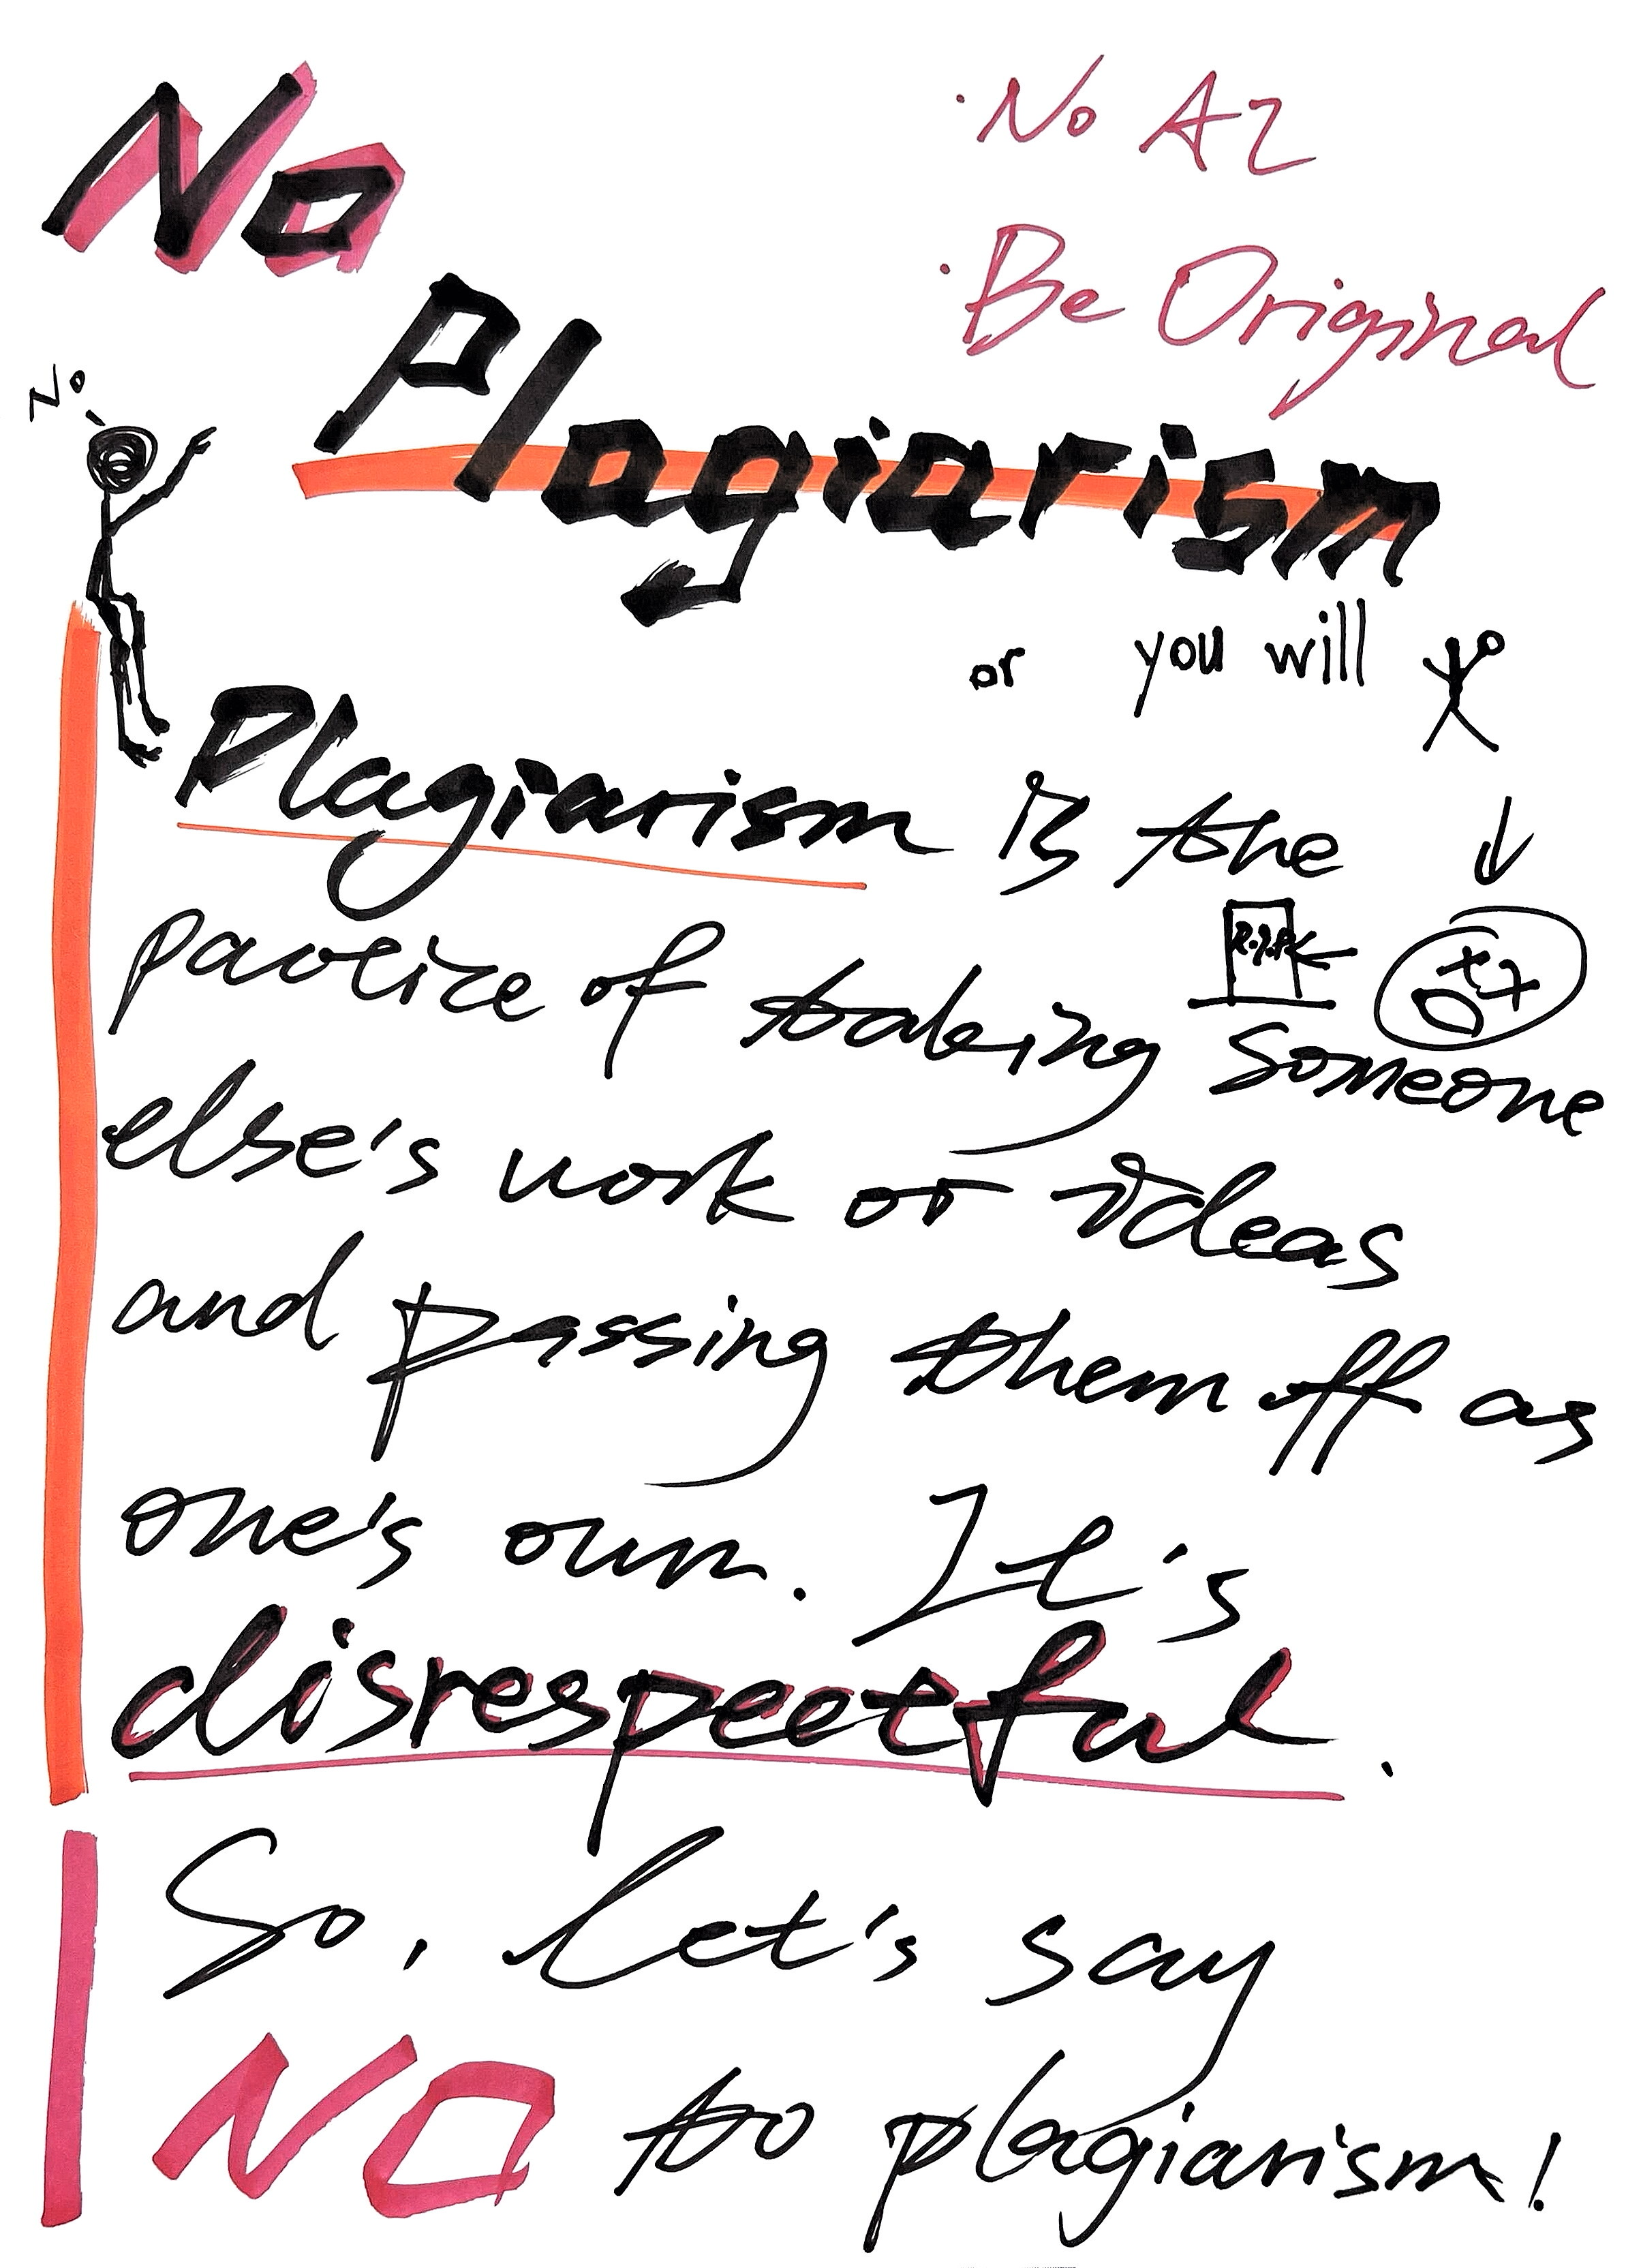 No
· No AI
· Be Original
Plagiarism
No
or you will
Plagiarism is the
R.I.P
pactice of taking someone
else's work or ideas
and passing them off as
one's own. It's
disrespectful.
So, let's say
NO to plagiarism!